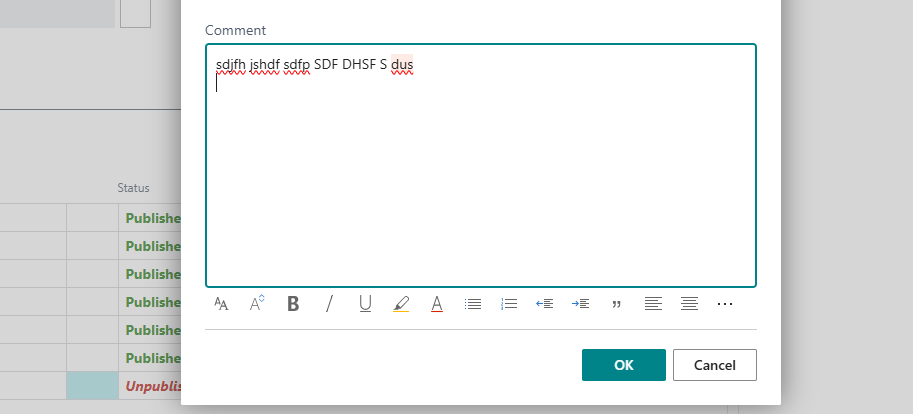 Comment
sdjfh jshdf sdfp SDF DHSF S dus
Status
Publishe
Publishe
Publishe
Publishe
Publishe
Publishe
Unpublis
OK
Cancel